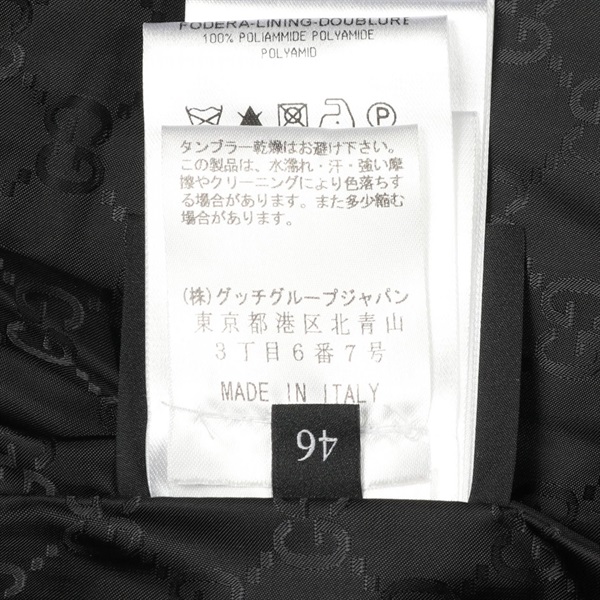 FODERA-LINING-DOUBLURE
100% POLIAMMIDE POLYAMIDE
POLYAMID
タンブラー乾燥はお避け下さい。
この製品は、水濡れ・汗・強い摩
擦やクリーニングにより色落ちす
る場合があります。また多少縮む
場合があります。
(株)グッチグループジャパン
東京都港区北青山
3丁目6番7号
MADE IN ITALY
46